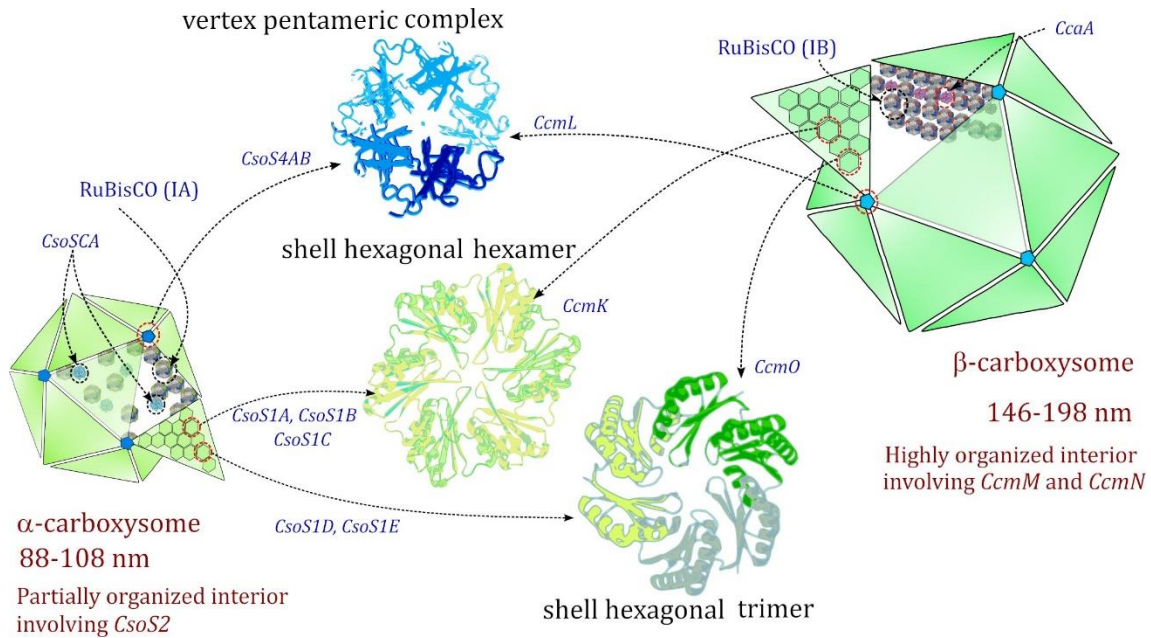 vertex pentameric complex
RuBisCO (IB)
CcaA
CcmL
CsoS4AB
RuBisCO (IA)
CsoSCA
shell hexagonal hexamer
CcmK
CcmO
β-carboxysome
146-198 nm
Highly organized interior
involving CcmM and CcmN
CsoS1A, CsoS1B
CsoS1C
CsoS1D, CsoS1E
α-carboxysome
88-108 nm
Partially organized interior
involving CsoS2
shell hexagonal trimer